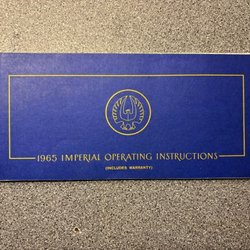 1965 IMPERIAL OPERATING INSTRUCTIONS
(INCLUDES WARRANTY)